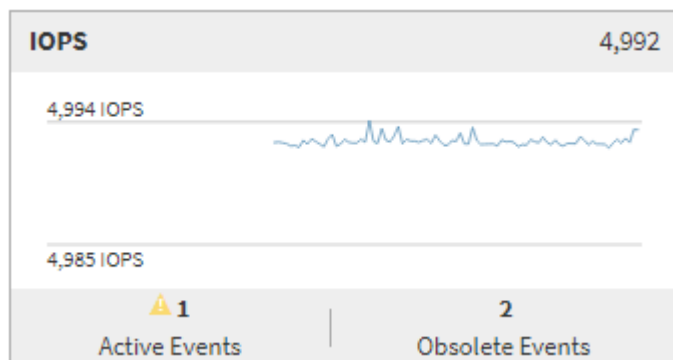 IOPS 4,992
4,994 IOPS
4,985 IOPS
1 2
Active Events Obsolete Events